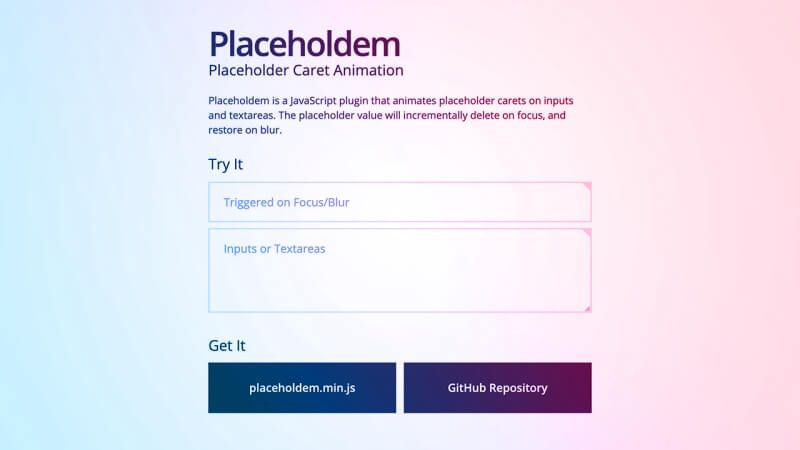 Placeholdem
Placeholder Caret Animation
Placeholdem is a JavaScript plugin that animates placeholder carets on inputs
and textareas. The placeholder value will incrementally delete on focus, and
restore on blur.
Try It
Triggered on Focus/Blur
Inputs or Textareas
Get It
placeholdem.min.js
GitHub Repository